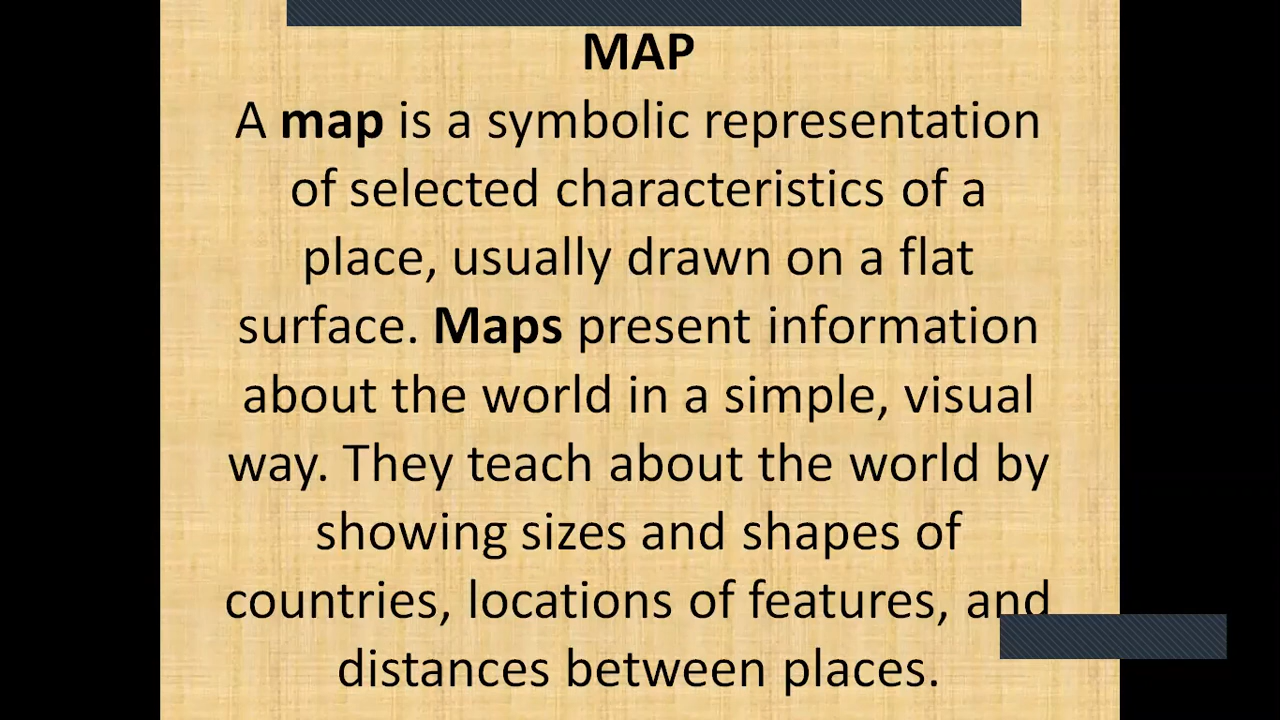 MAP
A map is a symbolic representation
of selected characteristics of a
place, usually drawn on a flat
surface. Maps present information
about the world in a simple, visual
way. They teach about the world by
showing sizes and shapes of
countries, locations of features, and
distances between places.